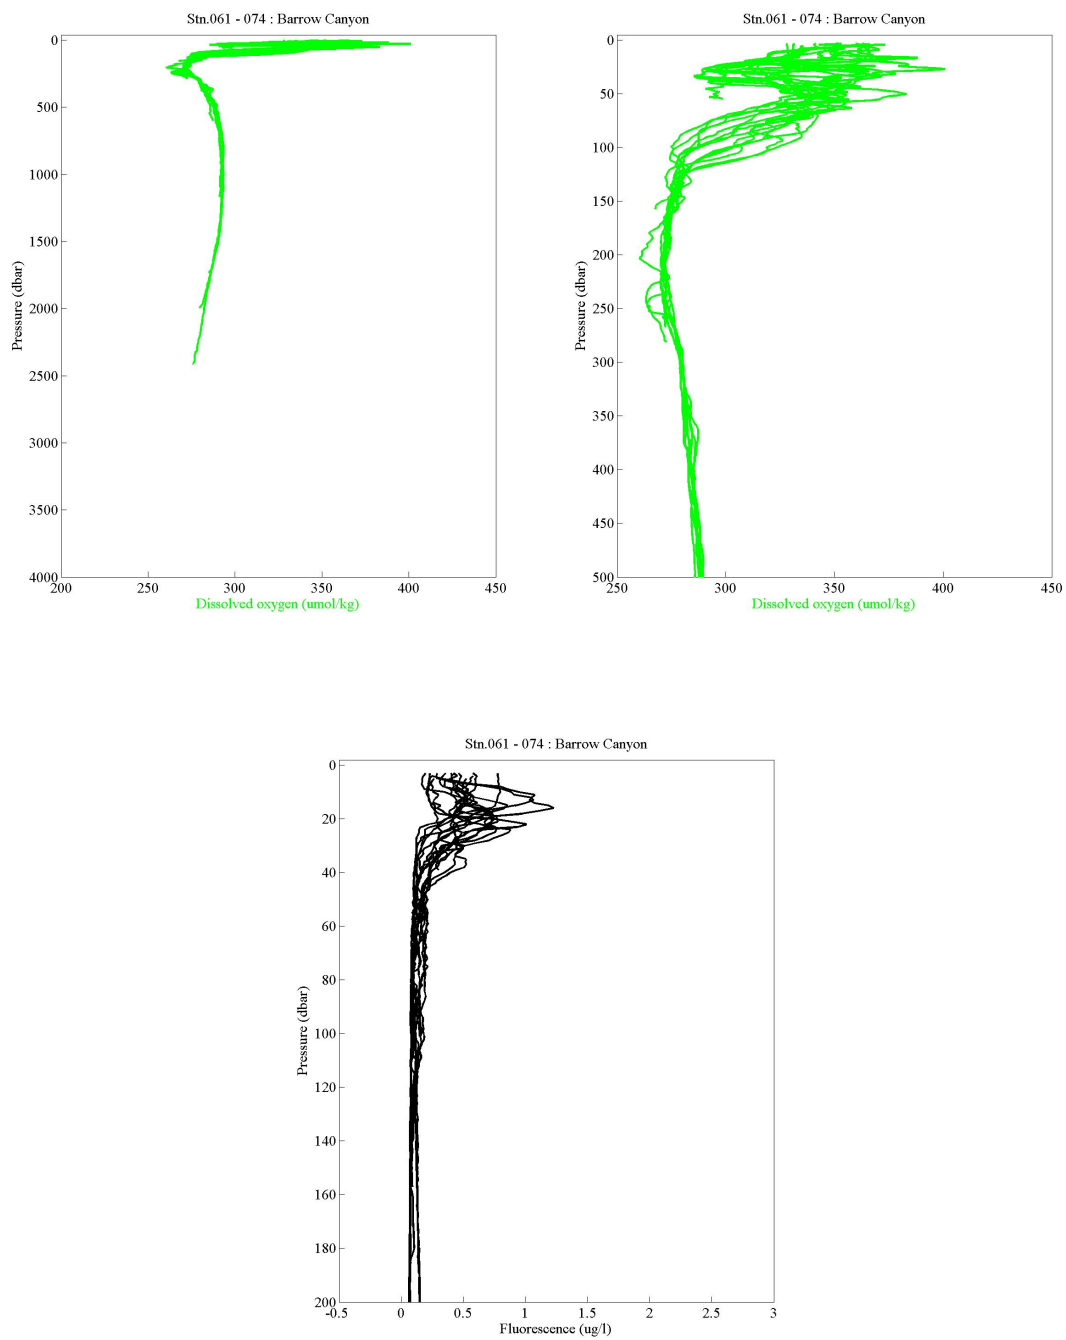 Stn.061 - 074 : Barrow Canyon
0
500
1000
1500
2000
2500
3000
3500
4000
Pressure (dbar)
200 250 300 350 400 450
Dissolved oxygen (umol/kg)
Stn.061 - 074 : Barrow Canyon
0
50
100
150
200
250
300
350
400
450
500
Pressure (dbar)
250 300 350 400 450
Dissolved oxygen (umol/kg)
Stn.061 - 074 : Barrow Canyon
0
20
40
60
80
100
120
140
160
180
200
Pressure (dbar)
-0.5 0 0.5 1 1.5 2 2.5 3
Fluorescence (ug/l)